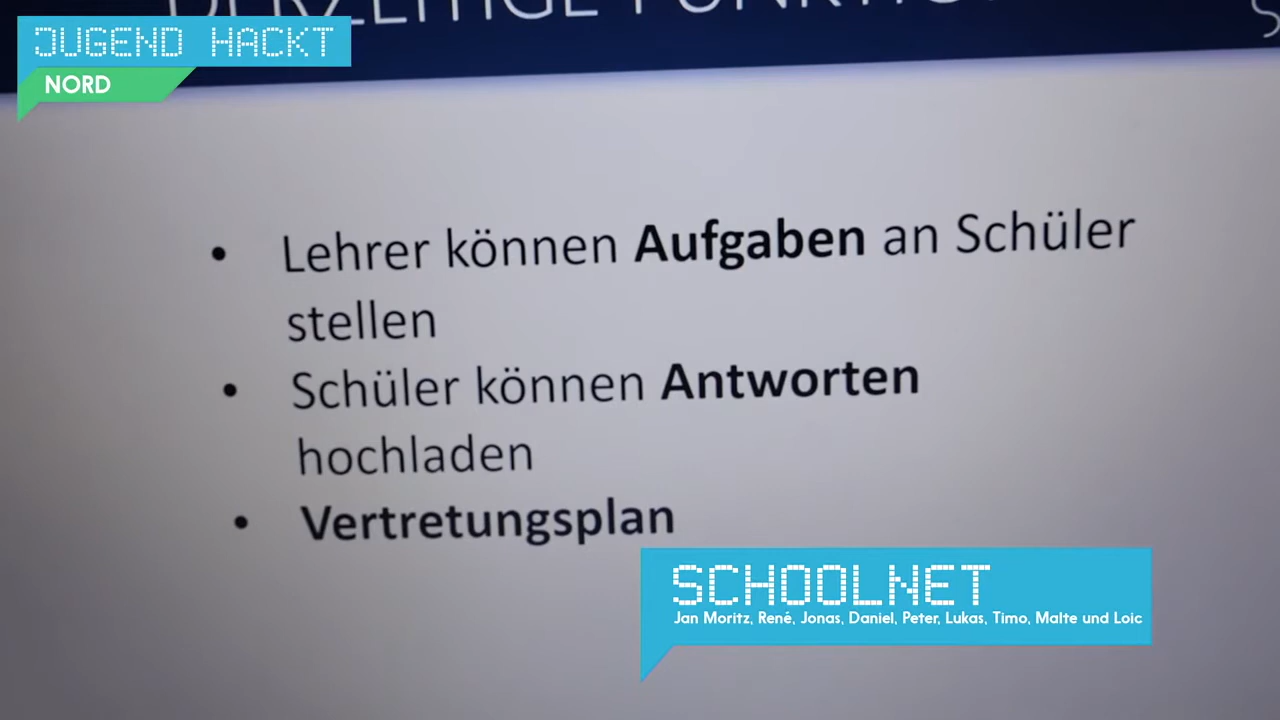 JUGEND HACKT
NORD
DERZEITIGE
• Lehrer können Aufgaben an Schüler
stellen
• Schüler können Antworten
hochladen
• Vertretungsplan
SCHOOLNET
Jan Moritz, René, Jonas, Daniel, Peter, Lukas, Timo, Malte und Loic